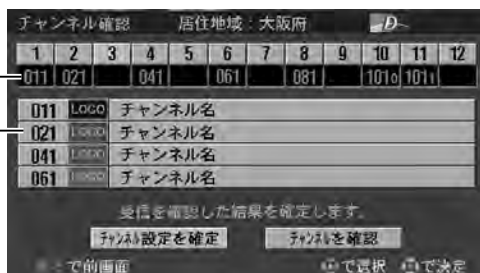 チャンネル確認 居住地域:大阪府 D
1 2 3 4 5 6 7 8 9 10 11 12
011 021 041 061 081 1010 1011
011 LOGO チャンネル名
021 LOGO チャンネル名
041 LOGO チャンネル名
061 LOGO チャンネル名
受信を確認した結果を確定します。
チャンネル設定を確定 チャンネルを確認
で前画面 で選択 で決定